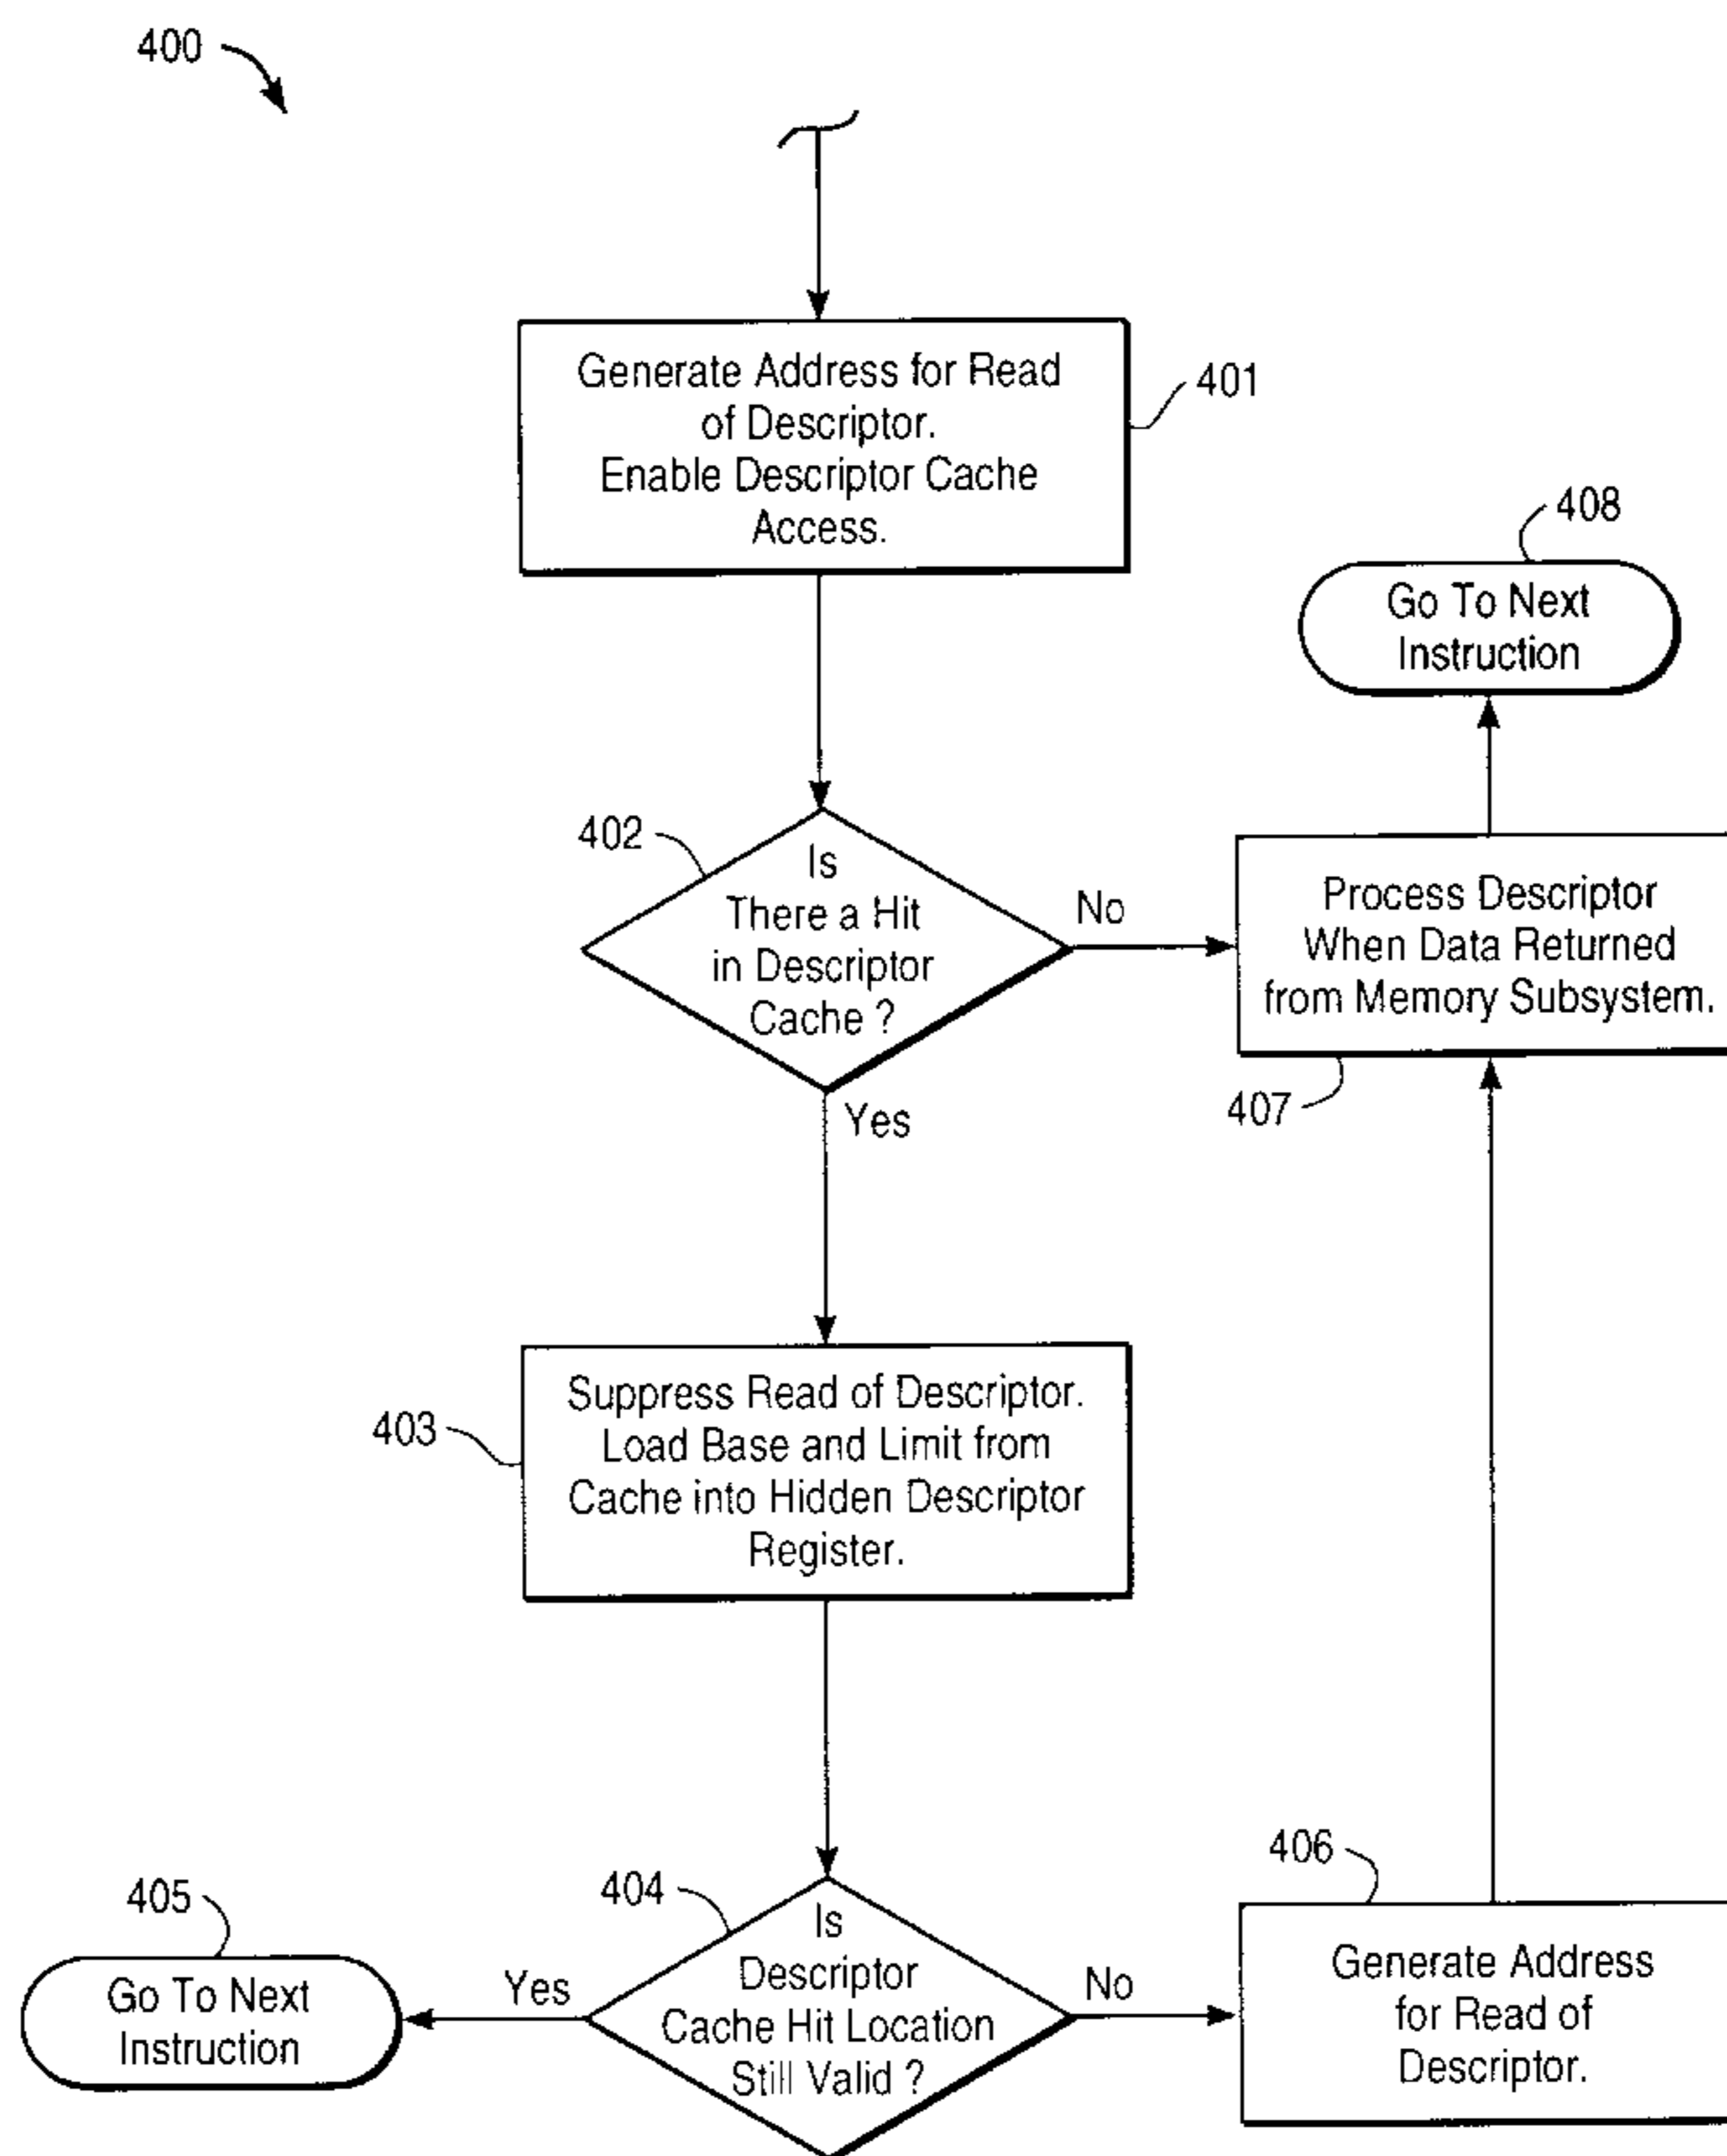 400
Generate Address for Read
of Descriptor.
Enable Descriptor Cache
Access.
401
408
Go To Next
Instruction
402
Is
There a Hit
in Descriptor
Cache ?
No
Yes
Process Descriptor
When Data Returned
from Memory Subsystem.
407
403
Suppress Read of Descriptor.
Load Base and Limit from
Cache into Hidden Descriptor
Register.
405
Go To Next
Instruction
Yes
404
Is
Descriptor
Cache Hit Location
Still Valid ?
No
406
Generate Address
for Read of
Descriptor.